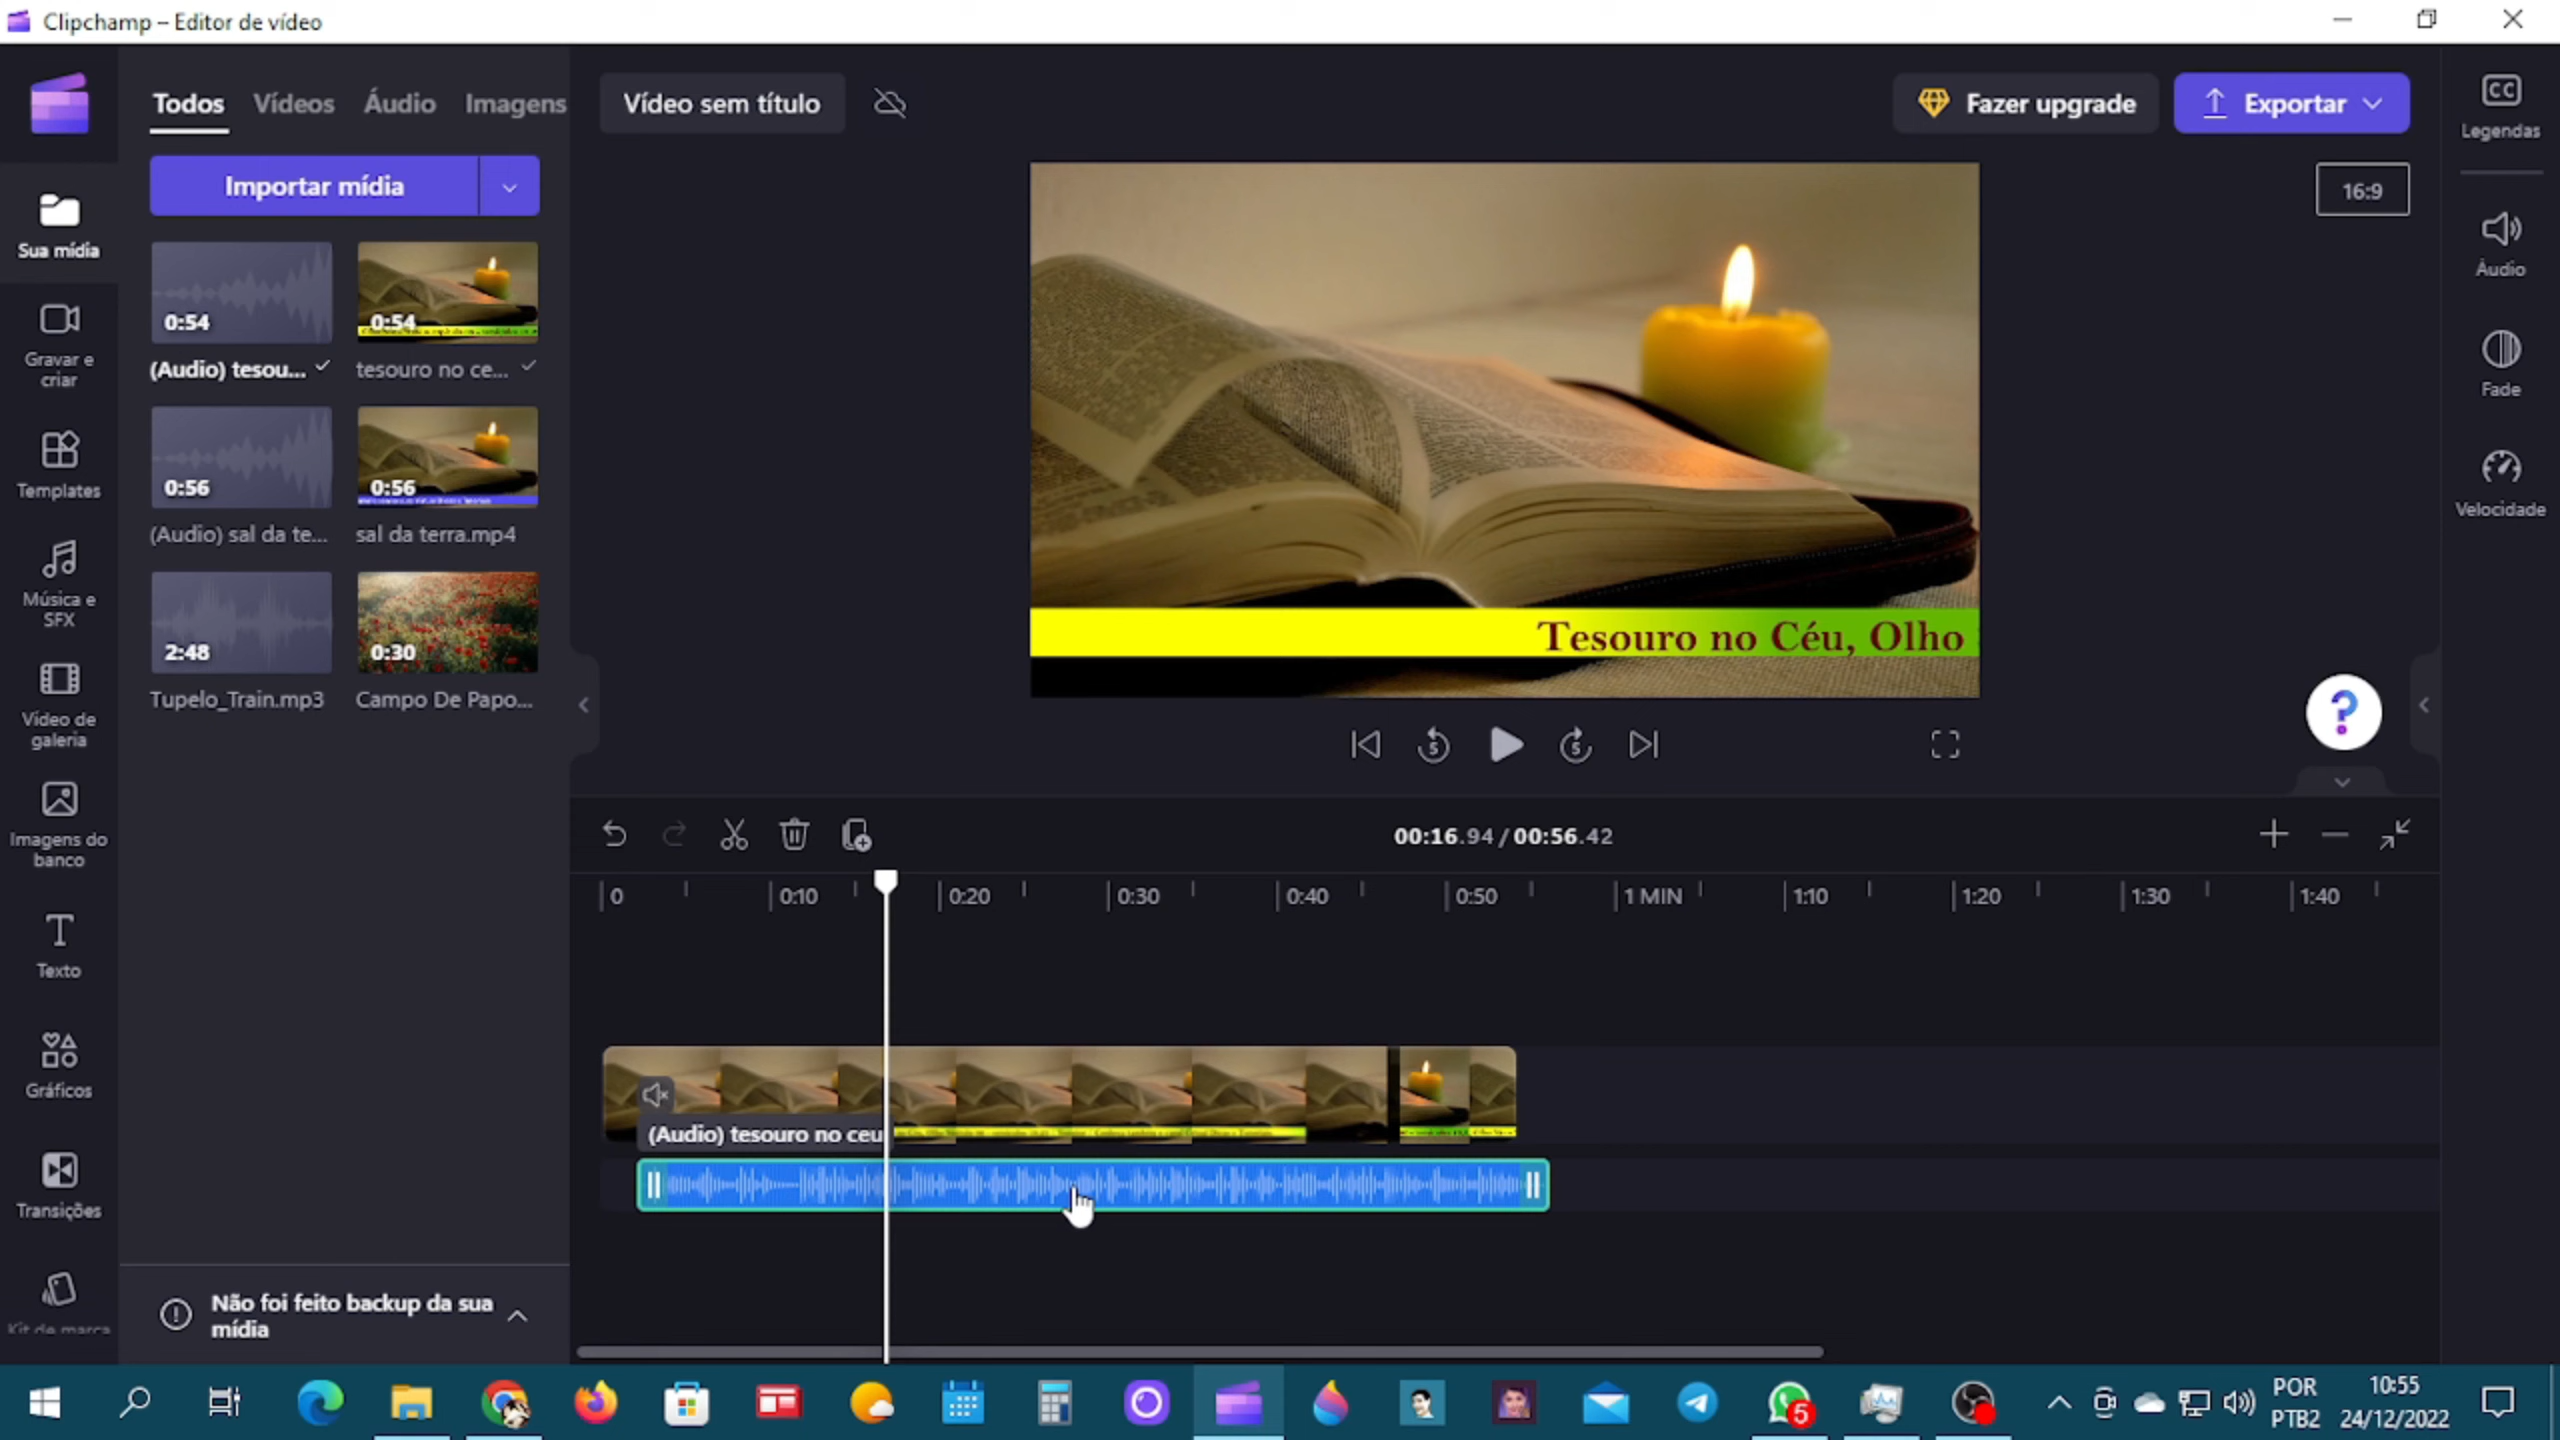 Clipchamp – Editor de vídeo
Todos Vídeos Áudio Imagens
Vídeo sem título
Fazer upgrade
Exportar
CC
Legendas
Importar mídia
16:9
Sua mídia
Áudio
0:54
0:54
(Audio) tesou...
tesouro no ce...
Gravar e
criar
Fade
Templates
0:56
0:56
(Audio) sal da te...
sal da terra.mp4
Velocidade
Música e
SFX
2:48
0:30
Tupelo_Train.mp3
Campo De Papo...
Tesouro no Céu, Olho
Vídeo de
galeria
5
5
?
Imagens do
banco
00:16.94 / 00:56.42
0 0:10 0:20 0:30 0:40 0:50 1 MIN 1:10 1:20 1:30 1:40
Texto
Gráficos
(Audio) tesouro no ceu
Transições
Não foi feito backup da sua
mídia
Kit de marca
5
POR
PTB2
10:55
24/12/2022